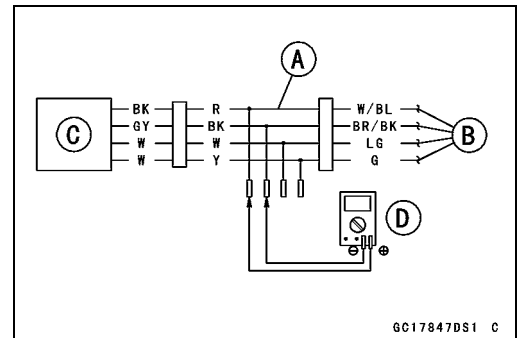 A
BK R W/BL
GY BK BR/BK
C W W LG B
W Y G
D
⊖ ⊕
GC17847DS1 C